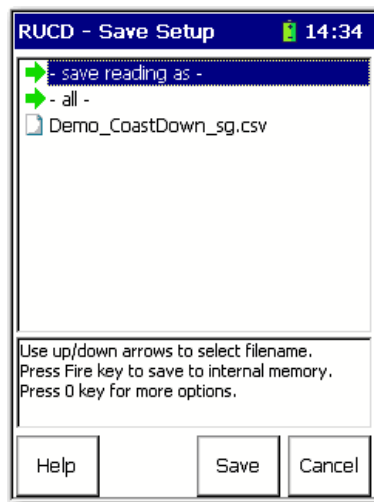 RUCD - Save Setup 14:34
- save reading as -
- all -
Demo_CoastDown_sg.csv
Use up/down arrows to select filename.
Press Fire key to save to internal memory.
Press 0 key for more options.
Help Save Cancel